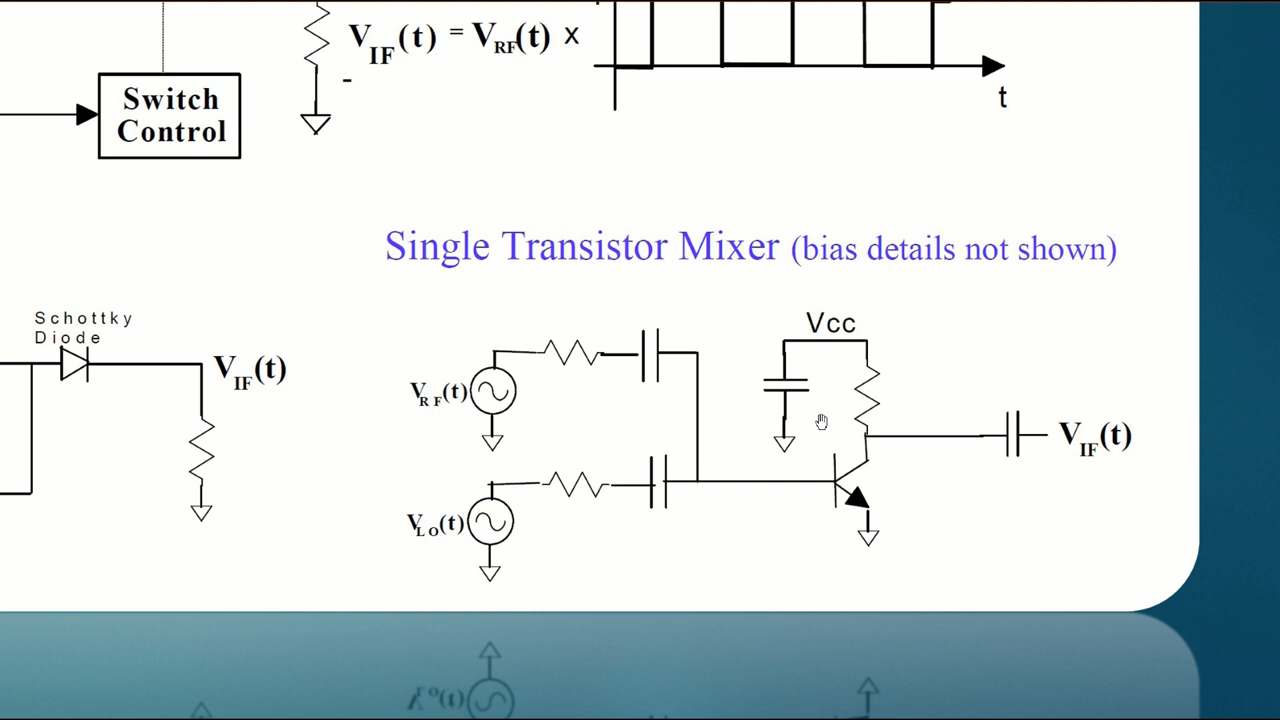 V_IF(t) = V_RF(t) x
Switch
Control
t
Single Transistor Mixer (bias details not shown)
Schottky
Diode
V_IF(t)
Vcc
V_RF(t)
V_IF(t)
V_LO(t)